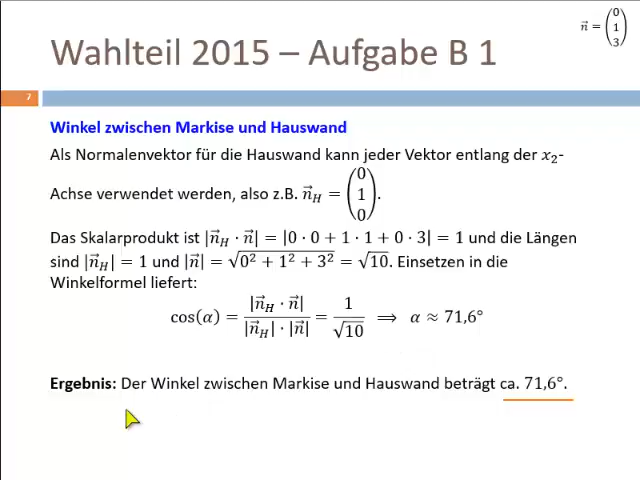 n⃗ = (0 1 3)
Wahlteil 2015 – Aufgabe B 1
7
Winkel zwischen Markise und Hauswand
Als Normalenvektor für die Hauswand kann jeder Vektor entlang der x₂-
Achse verwendet werden, also z.B. n⃗_H = (0 1 0).
Das Skalarprodukt ist |n⃗_H · n⃗| = |0 · 0 + 1 · 1 + 0 · 3| = 1 und die Längen
sind |n⃗_H| = 1 und |n⃗| = √(0² + 1² + 3²) = √10. Einsetzen in die
Winkelformel liefert:
cos(α) = |n⃗_H · n⃗| / (|n⃗_H| · |n⃗|) = 1/√10 ⟹ α ≈ 71,6°
Ergebnis: Der Winkel zwischen Markise und Hauswand beträgt ca. 71,6°.